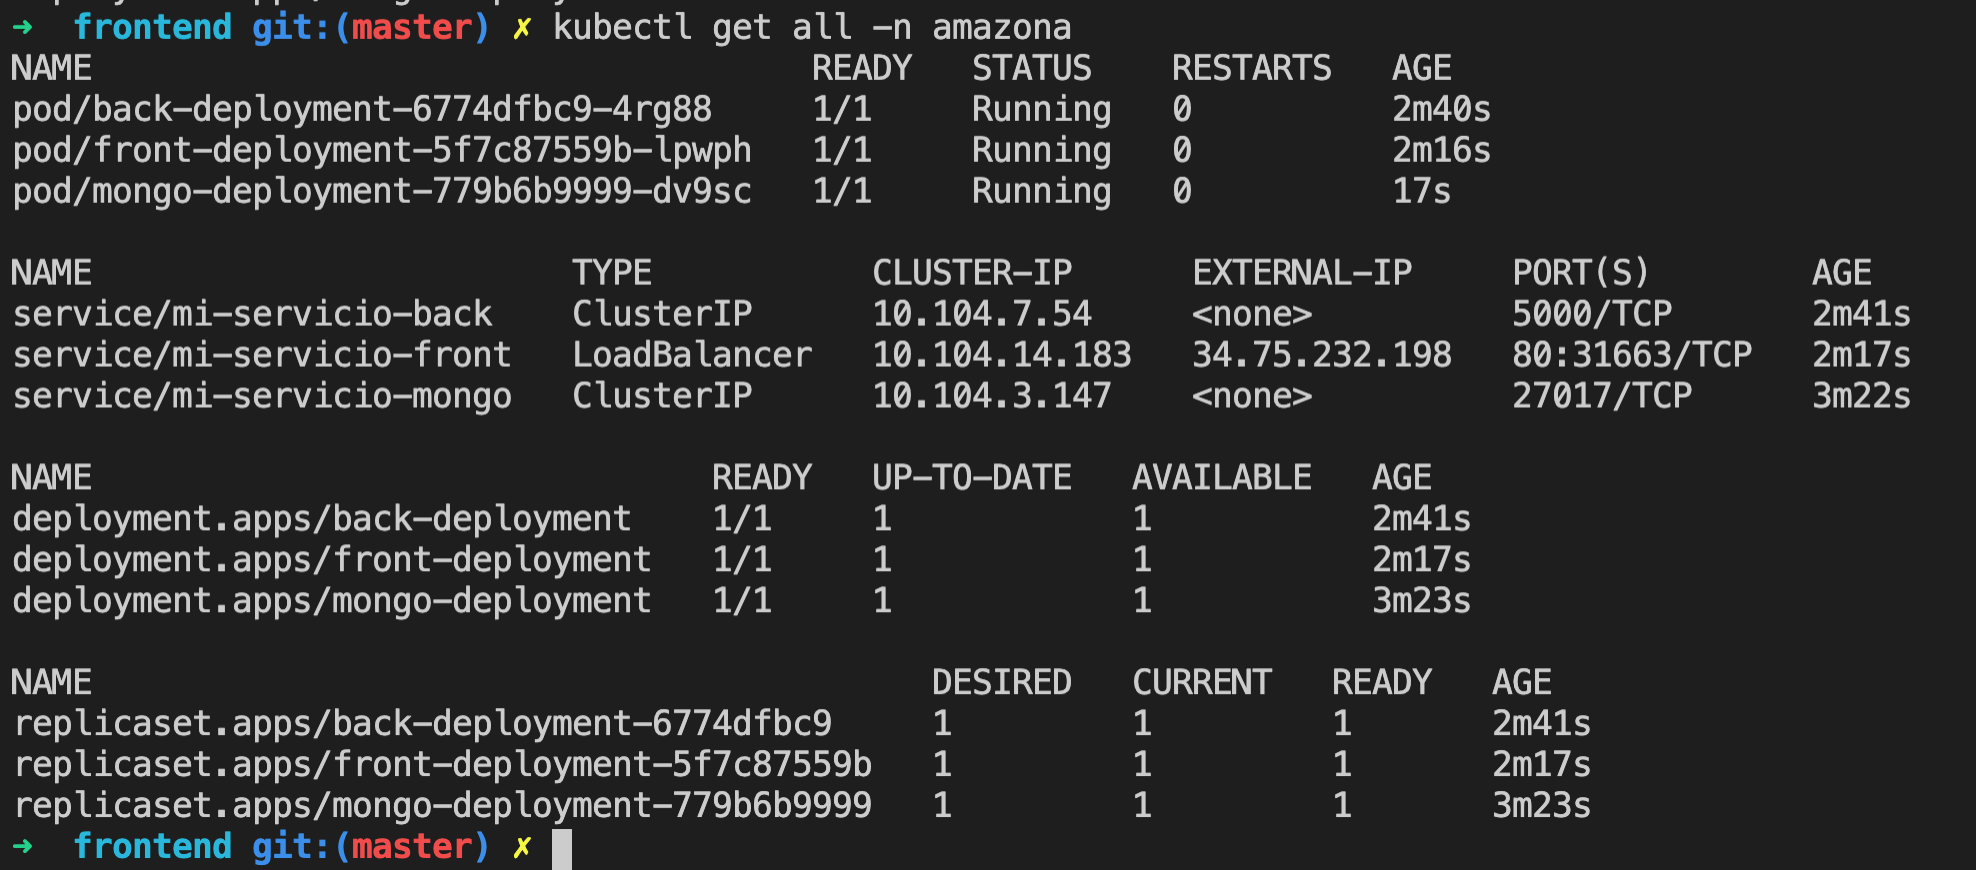 ➜ frontend git:(master) ✗ kubectl get all -n amazona
NAME READY STATUS RESTARTS AGE
pod/back-deployment-6774dfbc9-4rg88 1/1 Running 0 2m40s
pod/front-deployment-5f7c87559b-lpwph 1/1 Running 0 2m16s
pod/mongo-deployment-779b6b9999-dv9sc 1/1 Running 0 17s
NAME TYPE CLUSTER-IP EXTERNAL-IP PORT(S) AGE
service/mi-servicio-back ClusterIP 10.104.7.54 <none> 5000/TCP 2m41s
service/mi-servicio-front LoadBalancer 10.104.14.183 34.75.232.198 80:31663/TCP 2m17s
service/mi-servicio-mongo ClusterIP 10.104.3.147 <none> 27017/TCP 3m22s
NAME READY UP-TO-DATE AVAILABLE AGE
deployment.apps/back-deployment 1/1 1 1 2m41s
deployment.apps/front-deployment 1/1 1 1 2m17s
deployment.apps/mongo-deployment 1/1 1 1 3m23s
NAME DESIRED CURRENT READY AGE
replicaset.apps/back-deployment-6774dfbc9 1 1 1 2m41s
replicaset.apps/front-deployment-5f7c87559b 1 1 1 2m17s
replicaset.apps/mongo-deployment-779b6b9999 1 1 1 3m23s
➜ frontend git:(master) ✗